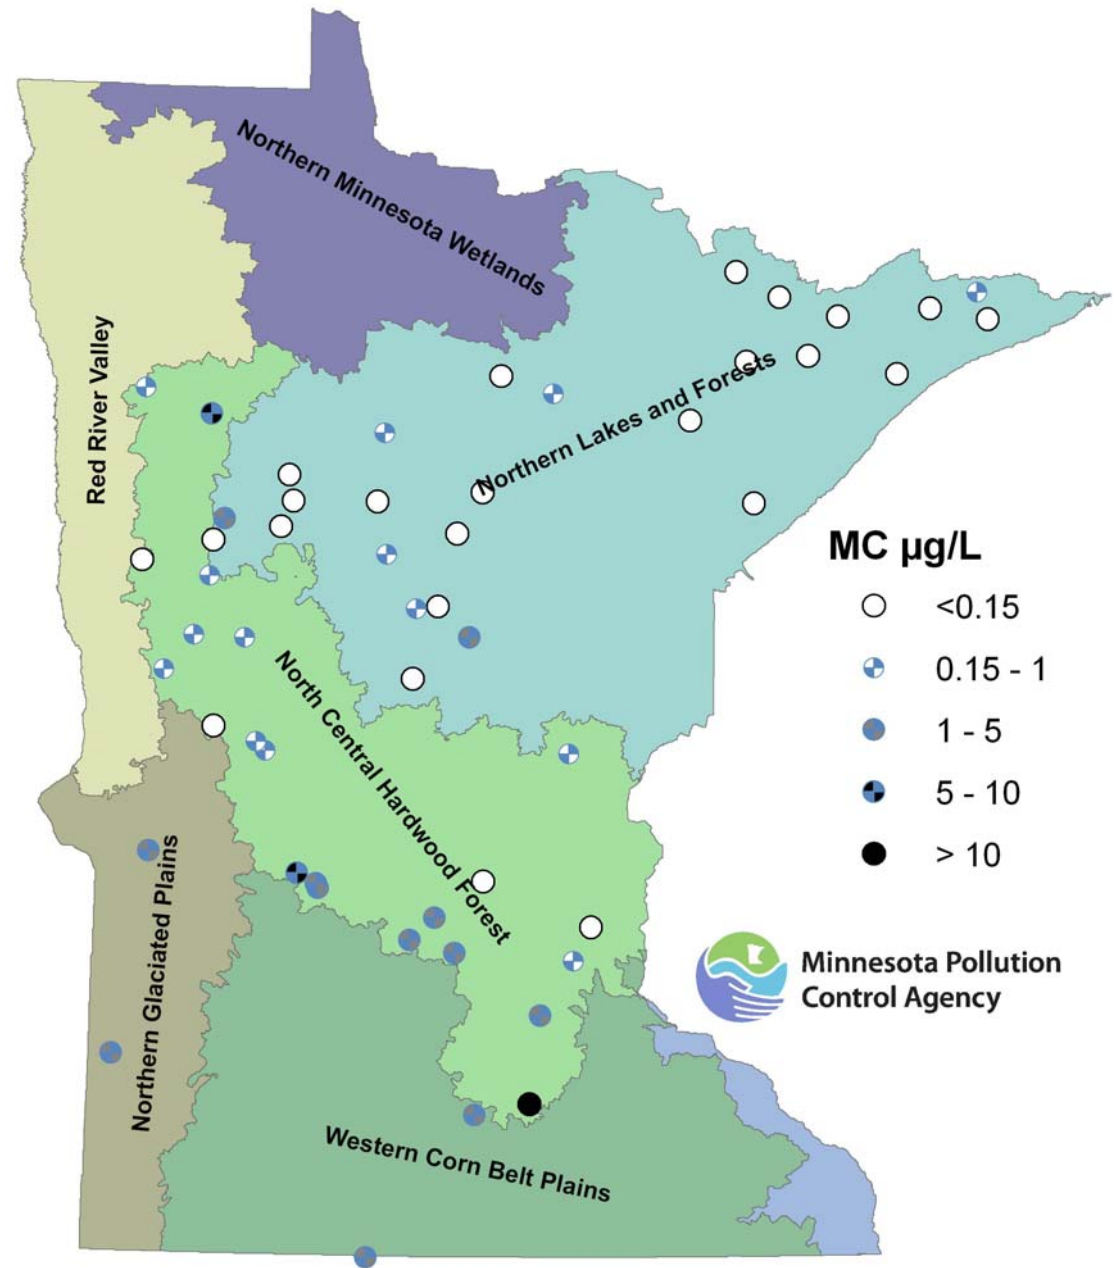 Northern Minnesota Wetlands
Red River Valley
Northern Lakes and Forests
MC µg/L
<0.15
0.15 - 1
1 - 5
5 - 10
> 10
North Central Hardwood Forest
Northern Glaciated Plains
Minnesota Pollution
Control Agency
Western Corn Belt Plains